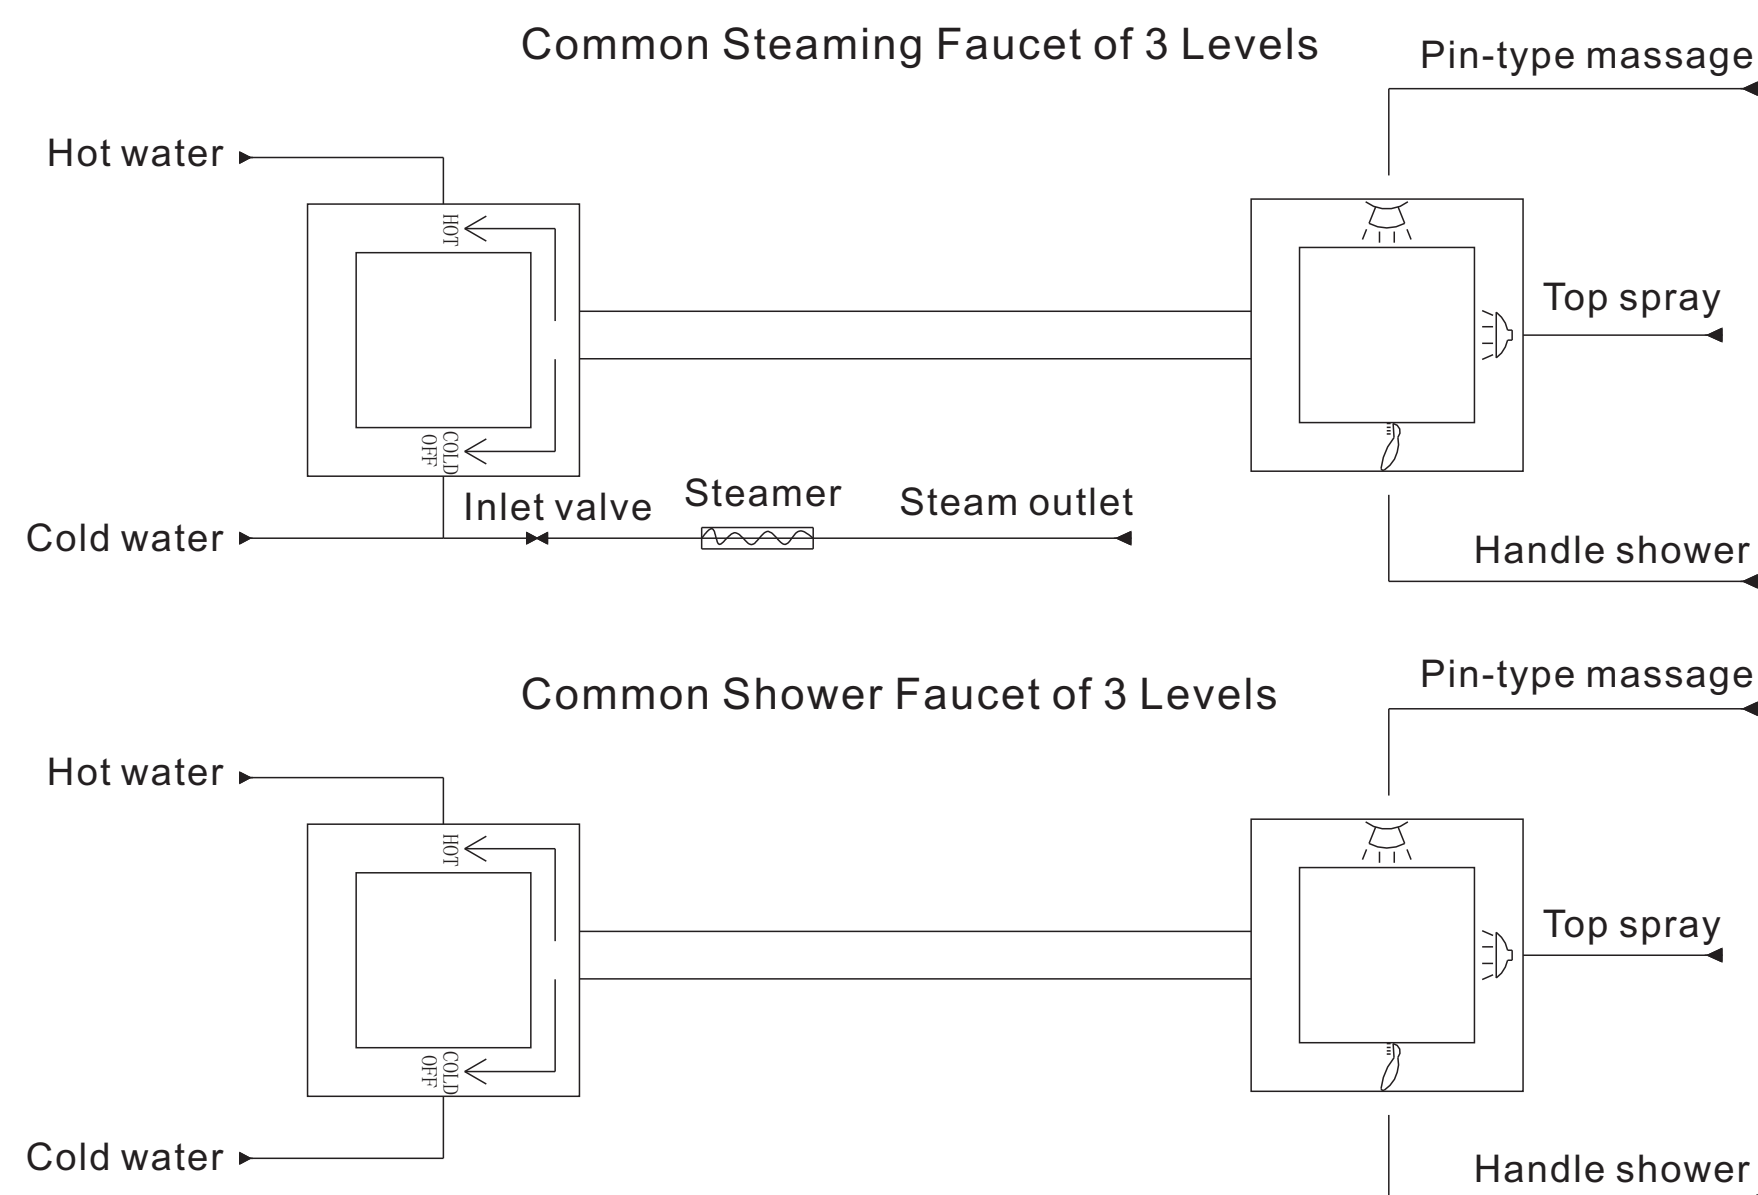 Common Steaming Faucet of 3 Levels
Pin-type massage
Hot water
HOT
Top spray
COLD
OFF
Inlet valve
Steamer
Steam outlet
Cold water
Handle shower
Common Shower Faucet of 3 Levels
Pin-type massage
Hot water
HOT
Top spray
COLD
OFF
Cold water
Handle shower